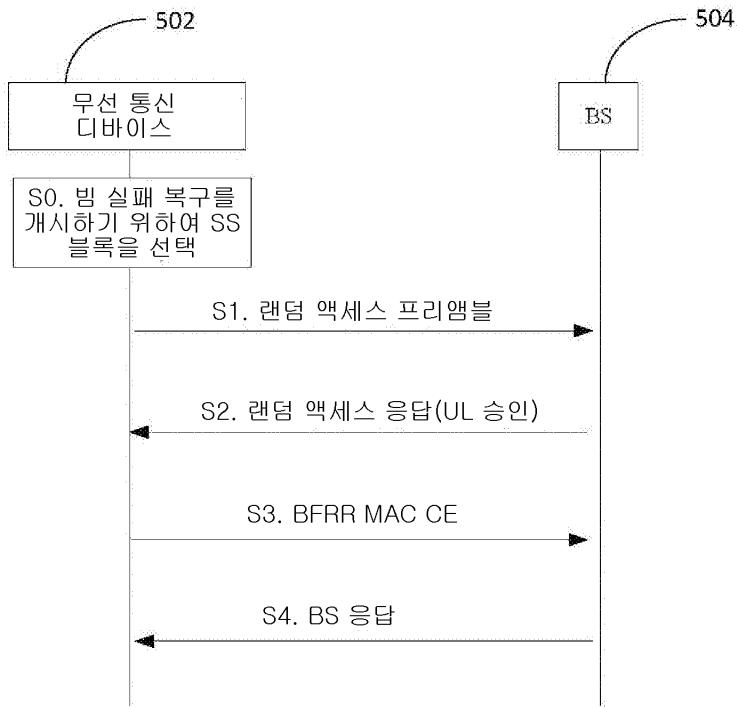 502
504
무선 통신
디바이스
BS
S0. 빔 실패 복구를
개시하기 위하여 SS
블록을 선택
S1. 랜덤 액세스 프리앰블
S2. 랜덤 액세스 응답(UL 승인)
S3. BFRR MAC CE
S4. BS 응답